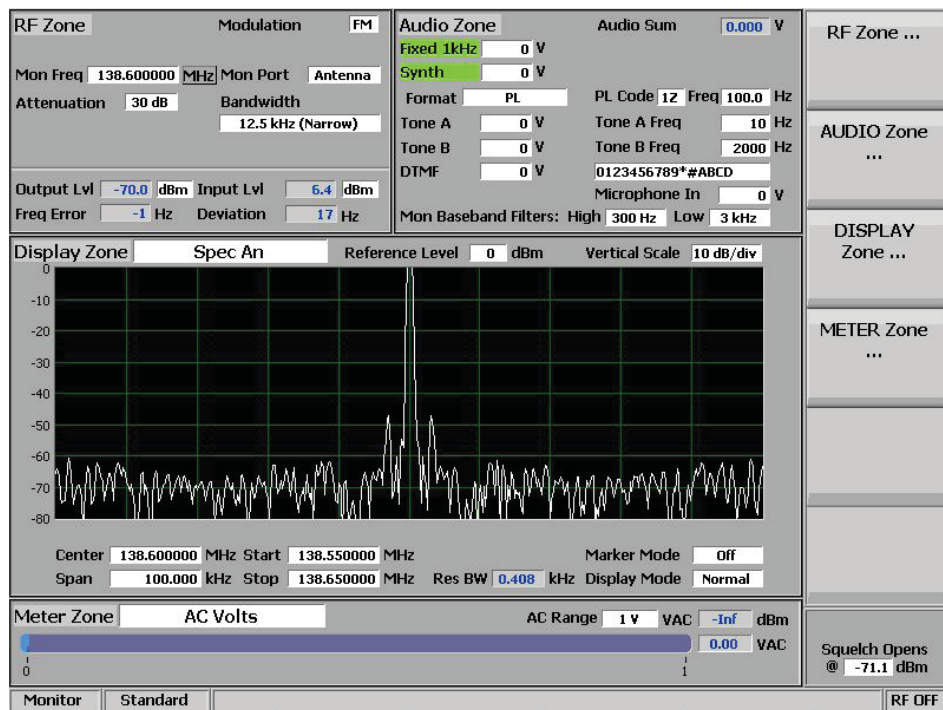 RF Zone Modulation FM
Mon Freq 138.600000 MHz Mon Port Antenna
Attenuation 30 dB Bandwidth
12.5 kHz (Narrow)
Output Lvl -70.0 dBm Input Lvl 6.4 dBm
Freq Error -1 Hz Deviation 17 Hz
Audio Zone Audio Sum 0.000 V
Fixed 1kHz 0 V
Synth 0 V
Format PL PL Code 1Z Freq 100.0 Hz
Tone A 0 V Tone A Freq 10 Hz
Tone B 0 V Tone B Freq 2000 Hz
DTMF 0 V 0123456789*#ABCD
Microphone In 0 V
Mon Baseband Filters: High 300 Hz Low 3 kHz
Display Zone Spec An Reference Level 0 dBm Vertical Scale 10 dB/div
0
-10
-20
-30
-40
-50
-60
-70
-80
Center 138.600000 MHz Start 138.550000 MHz Marker Mode Off
Span 100.000 kHz Stop 138.650000 MHz Res BW 0.408 kHz Display Mode Normal
Meter Zone AC Volts AC Range 1 V VAC -Inf dBm
0.00 VAC
0 1
RF Zone ...
AUDIO Zone
...
DISPLAY
Zone ...
METER Zone
...
Squelch Opens
@ -71.1 dBm
Monitor Standard RF OFF